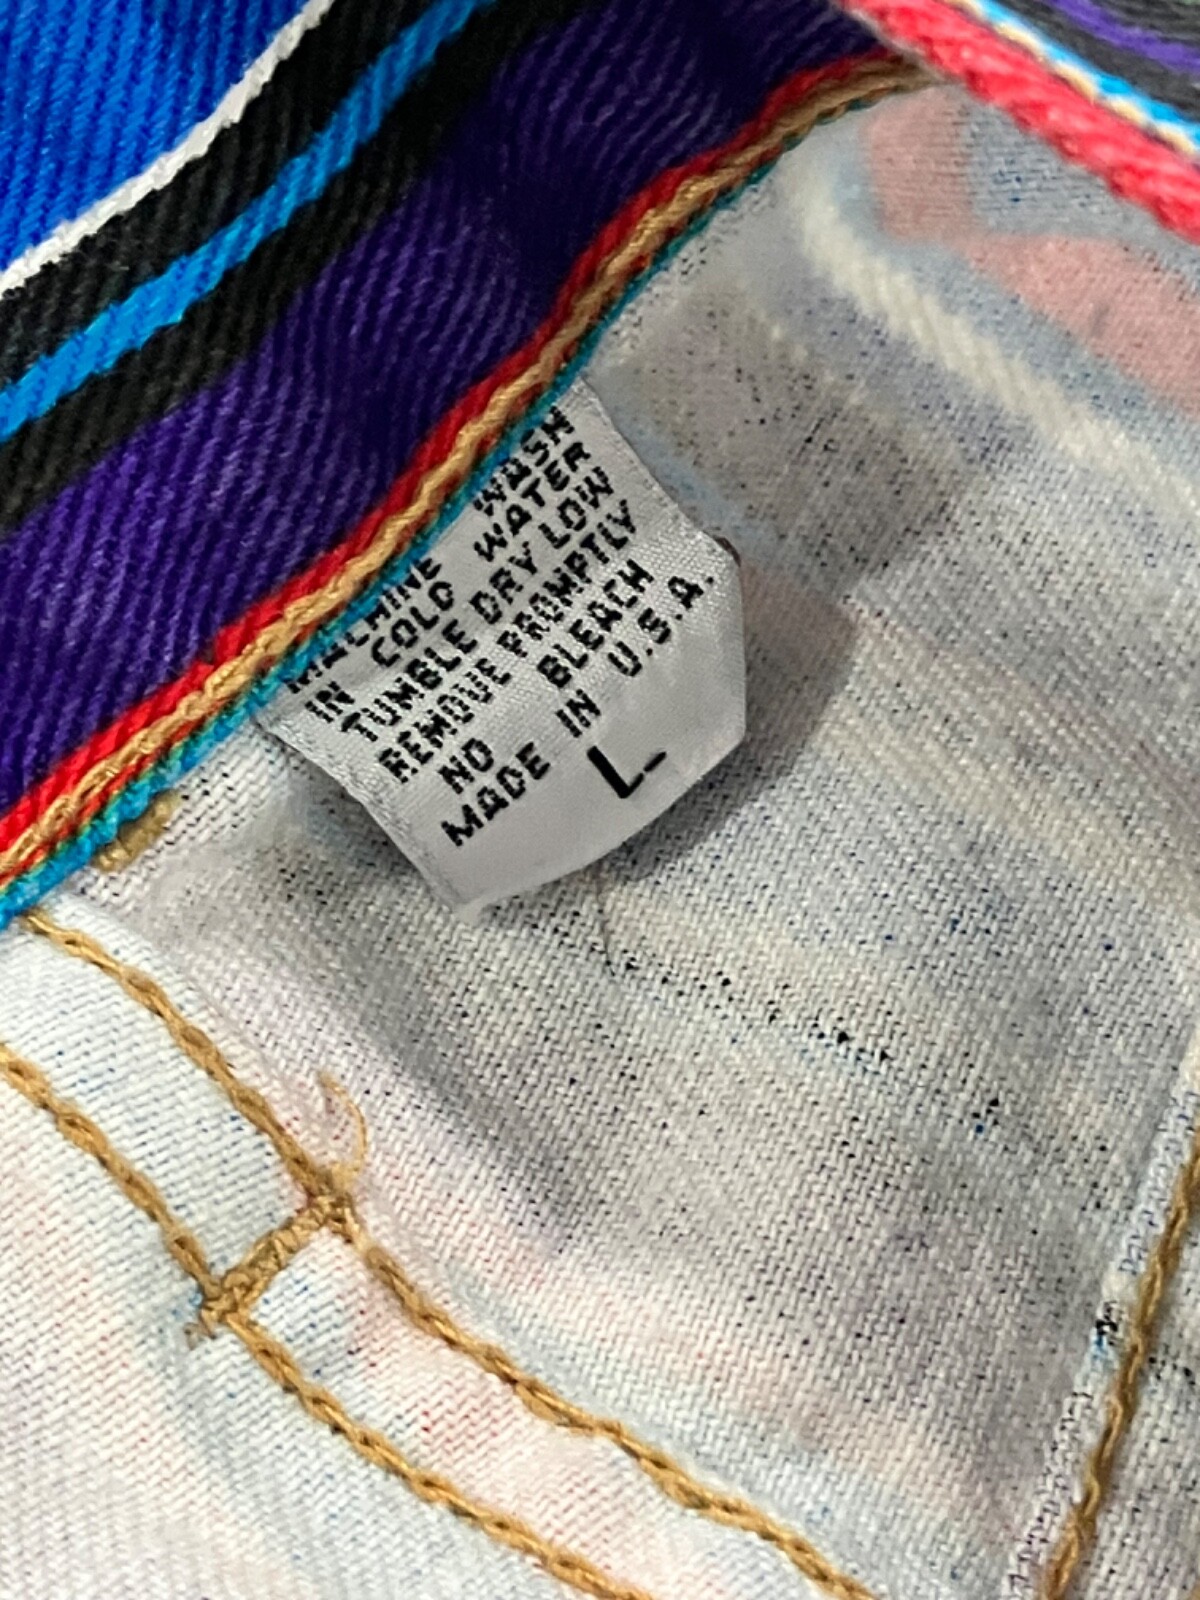 MACHINE WASH
IN COLD WATER
TUMBLE DRY LOW
REMOVE PROMPTLY
NO BLEACH
MADE IN U.S.A.
L-